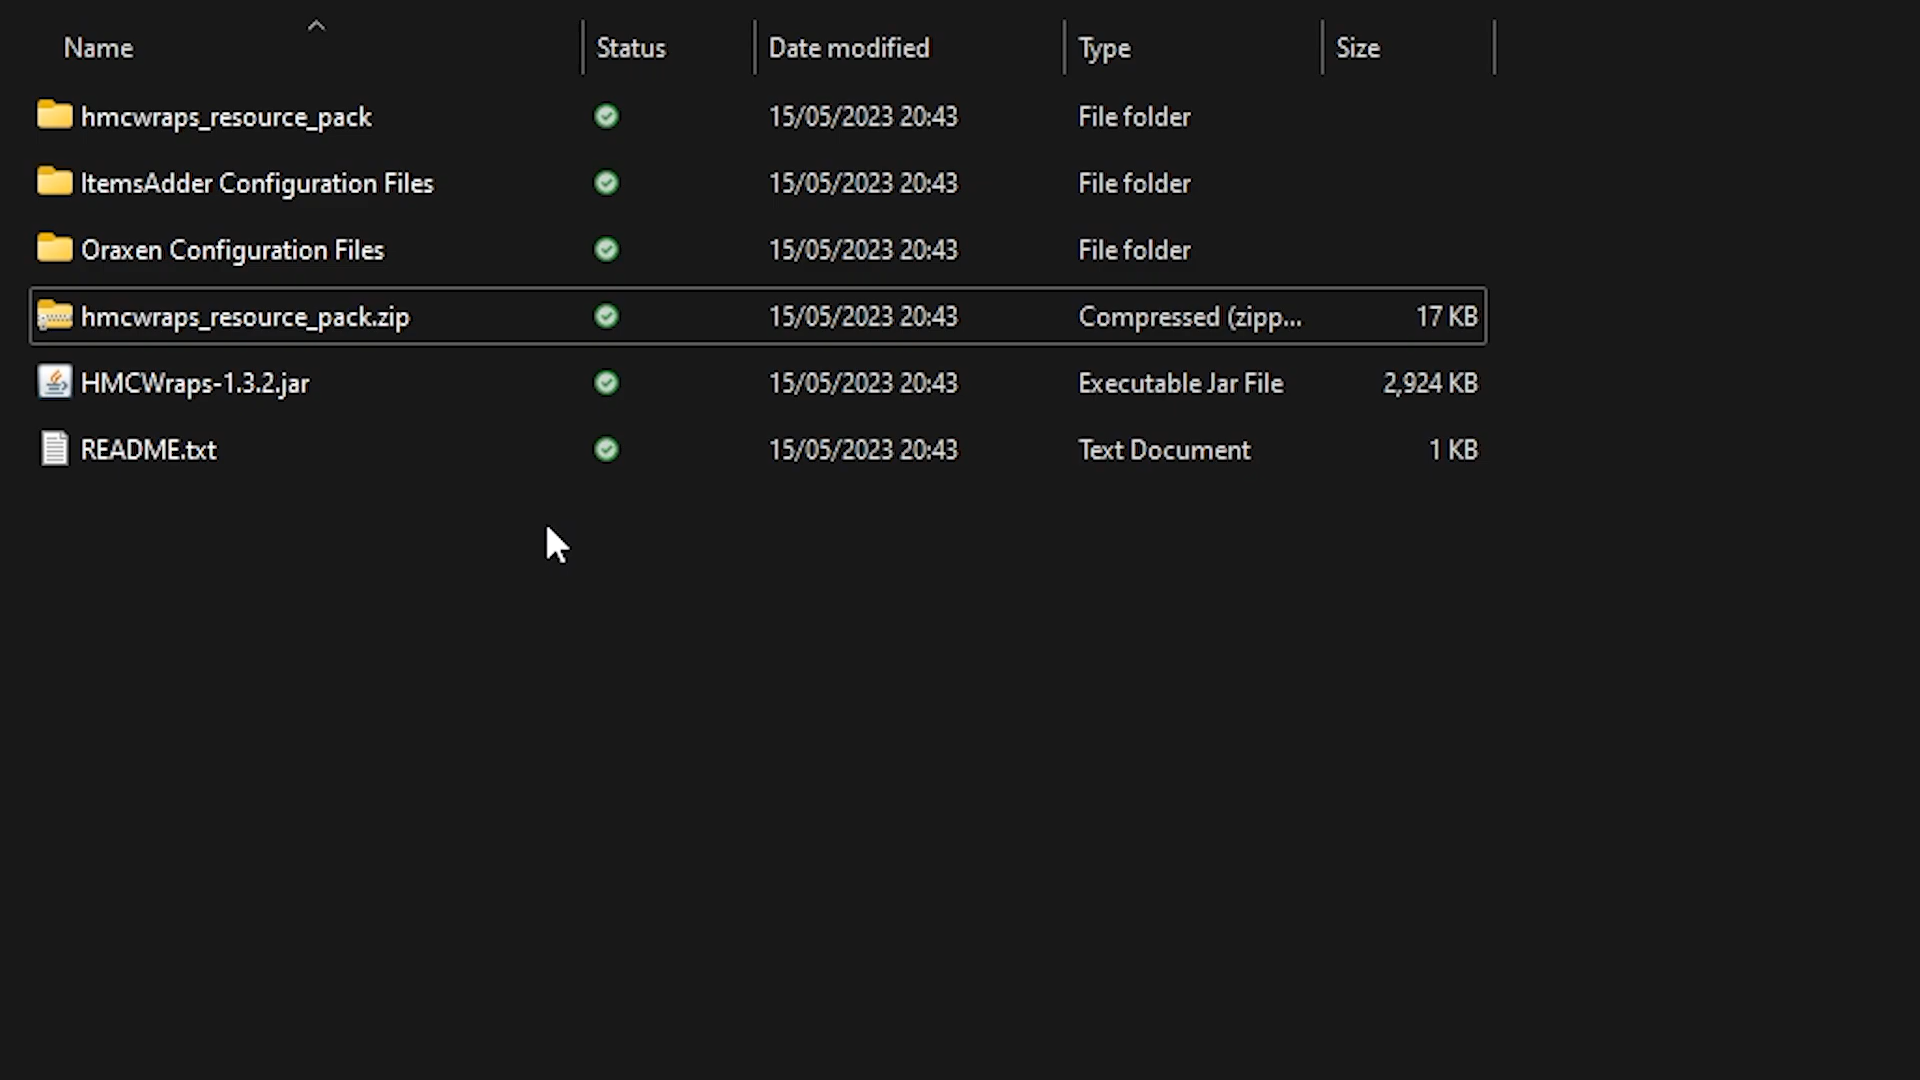 Name Status Date modified Type Size
hmcwraps_resource_pack 15/05/2023 20:43 File folder
ItemsAdder Configuration Files 15/05/2023 20:43 File folder
Oraxen Configuration Files 15/05/2023 20:43 File folder
hmcwraps_resource_pack.zip 15/05/2023 20:43 Compressed (zipp... 17 KB
HMCWraps-1.3.2.jar 15/05/2023 20:43 Executable Jar File 2,924 KB
README.txt 15/05/2023 20:43 Text Document 1 KB